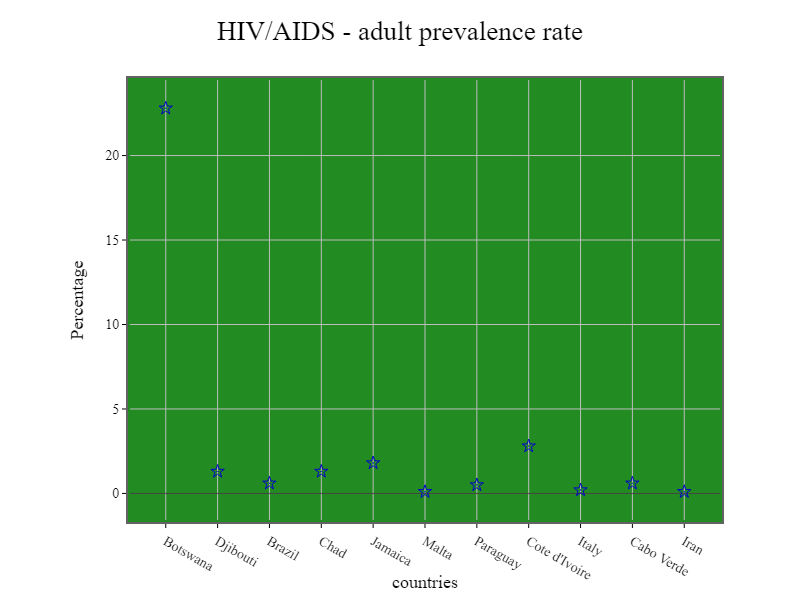 HIV/AIDS - adult prevalence rate
Percentage
20
15
10
5
0
Botswana
Djibouti
Brazil
Chad
Jamaica
Malta
Paraguay
Cote d'Ivoire
Italy
Cabo Verde
Iran
countries